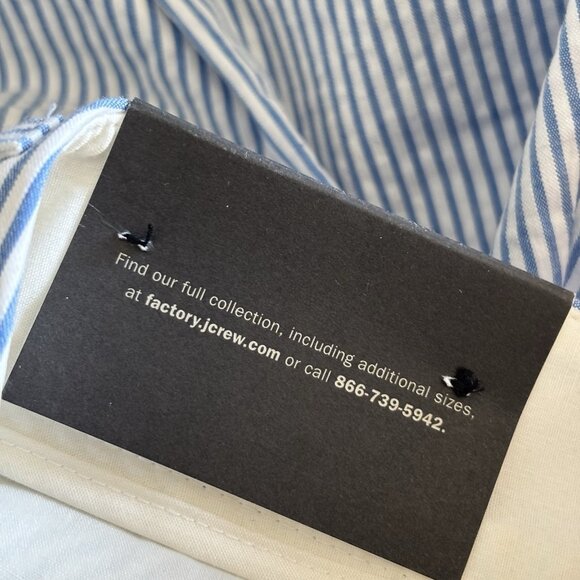 Find our full collection, including additional sizes,
at factory.jcrew.com or call 866-739-5942.